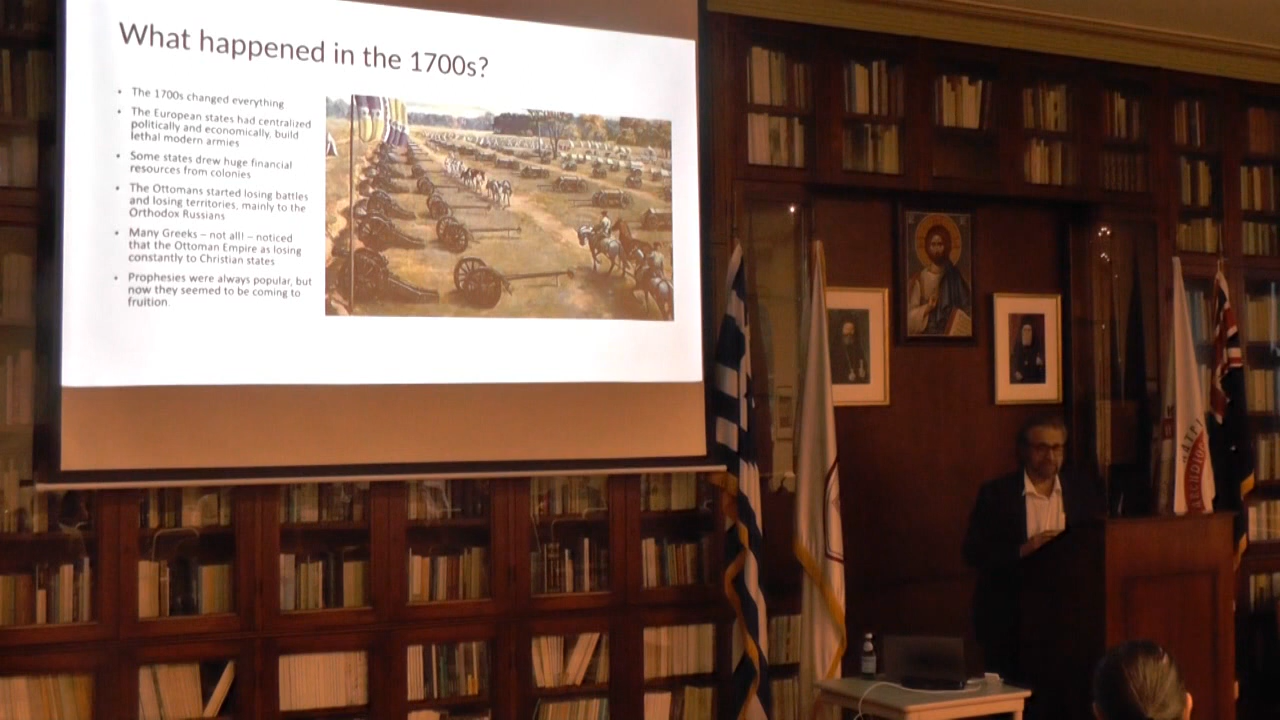 What happened in the 1700s?
• The 1700s changed everything
• The European states had centralized
politically and economically, build
lethal modern armies
• Some states drew huge financial
resources from colonies
• The Ottomans started losing battles
and losing territories, mainly to the
Orthodox Russians
• Many Greeks – not all! – noticed
that the Ottoman Empire as losing
constantly to Christian states
• Prophesies were always popular, but
now they seemed to be coming to
fruition.